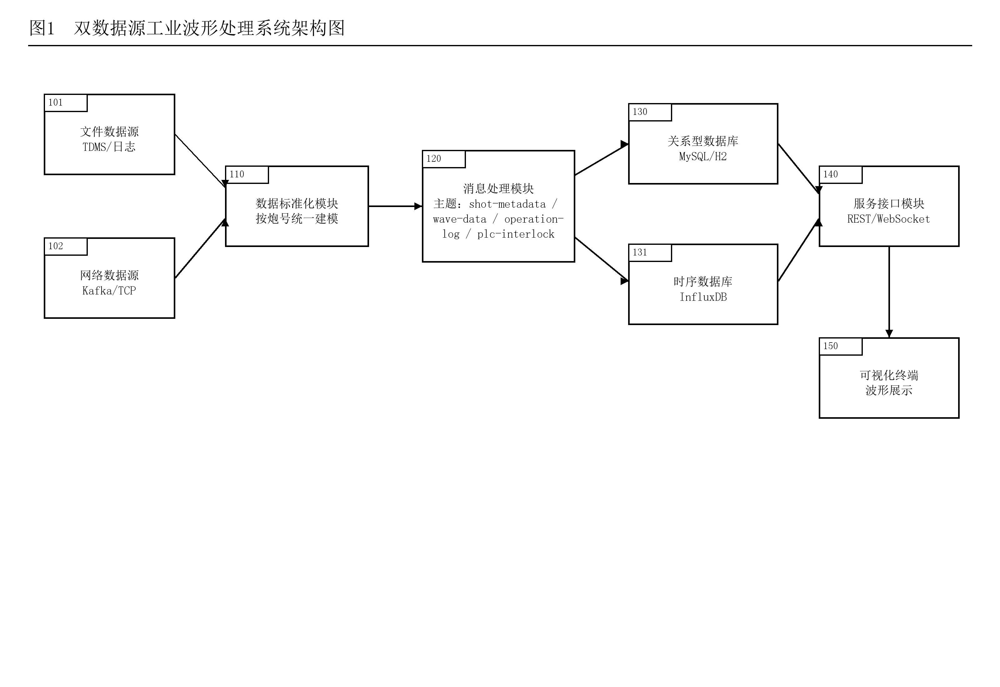 图1 双数据源工业波形处理系统架构图
101
文件数据源
TDMS/日志
102
网络数据源
Kafka/TCP
110
数据标准化模块
按炮号统一建模
120
消息处理模块
主题：shot-metadata /
wave-data / operation-
log / plc-interlock
130
关系型数据库
MySQL/H2
131
时序数据库
InfluxDB
140
服务接口模块
REST/WebSocket
150
可视化终端
波形展示